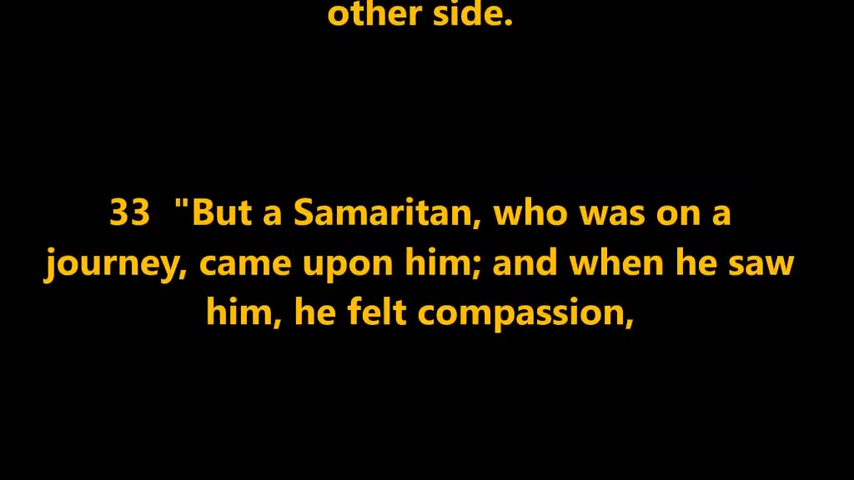 other side.
33  "But a Samaritan, who was on a
journey, came upon him; and when he saw
him, he felt compassion,